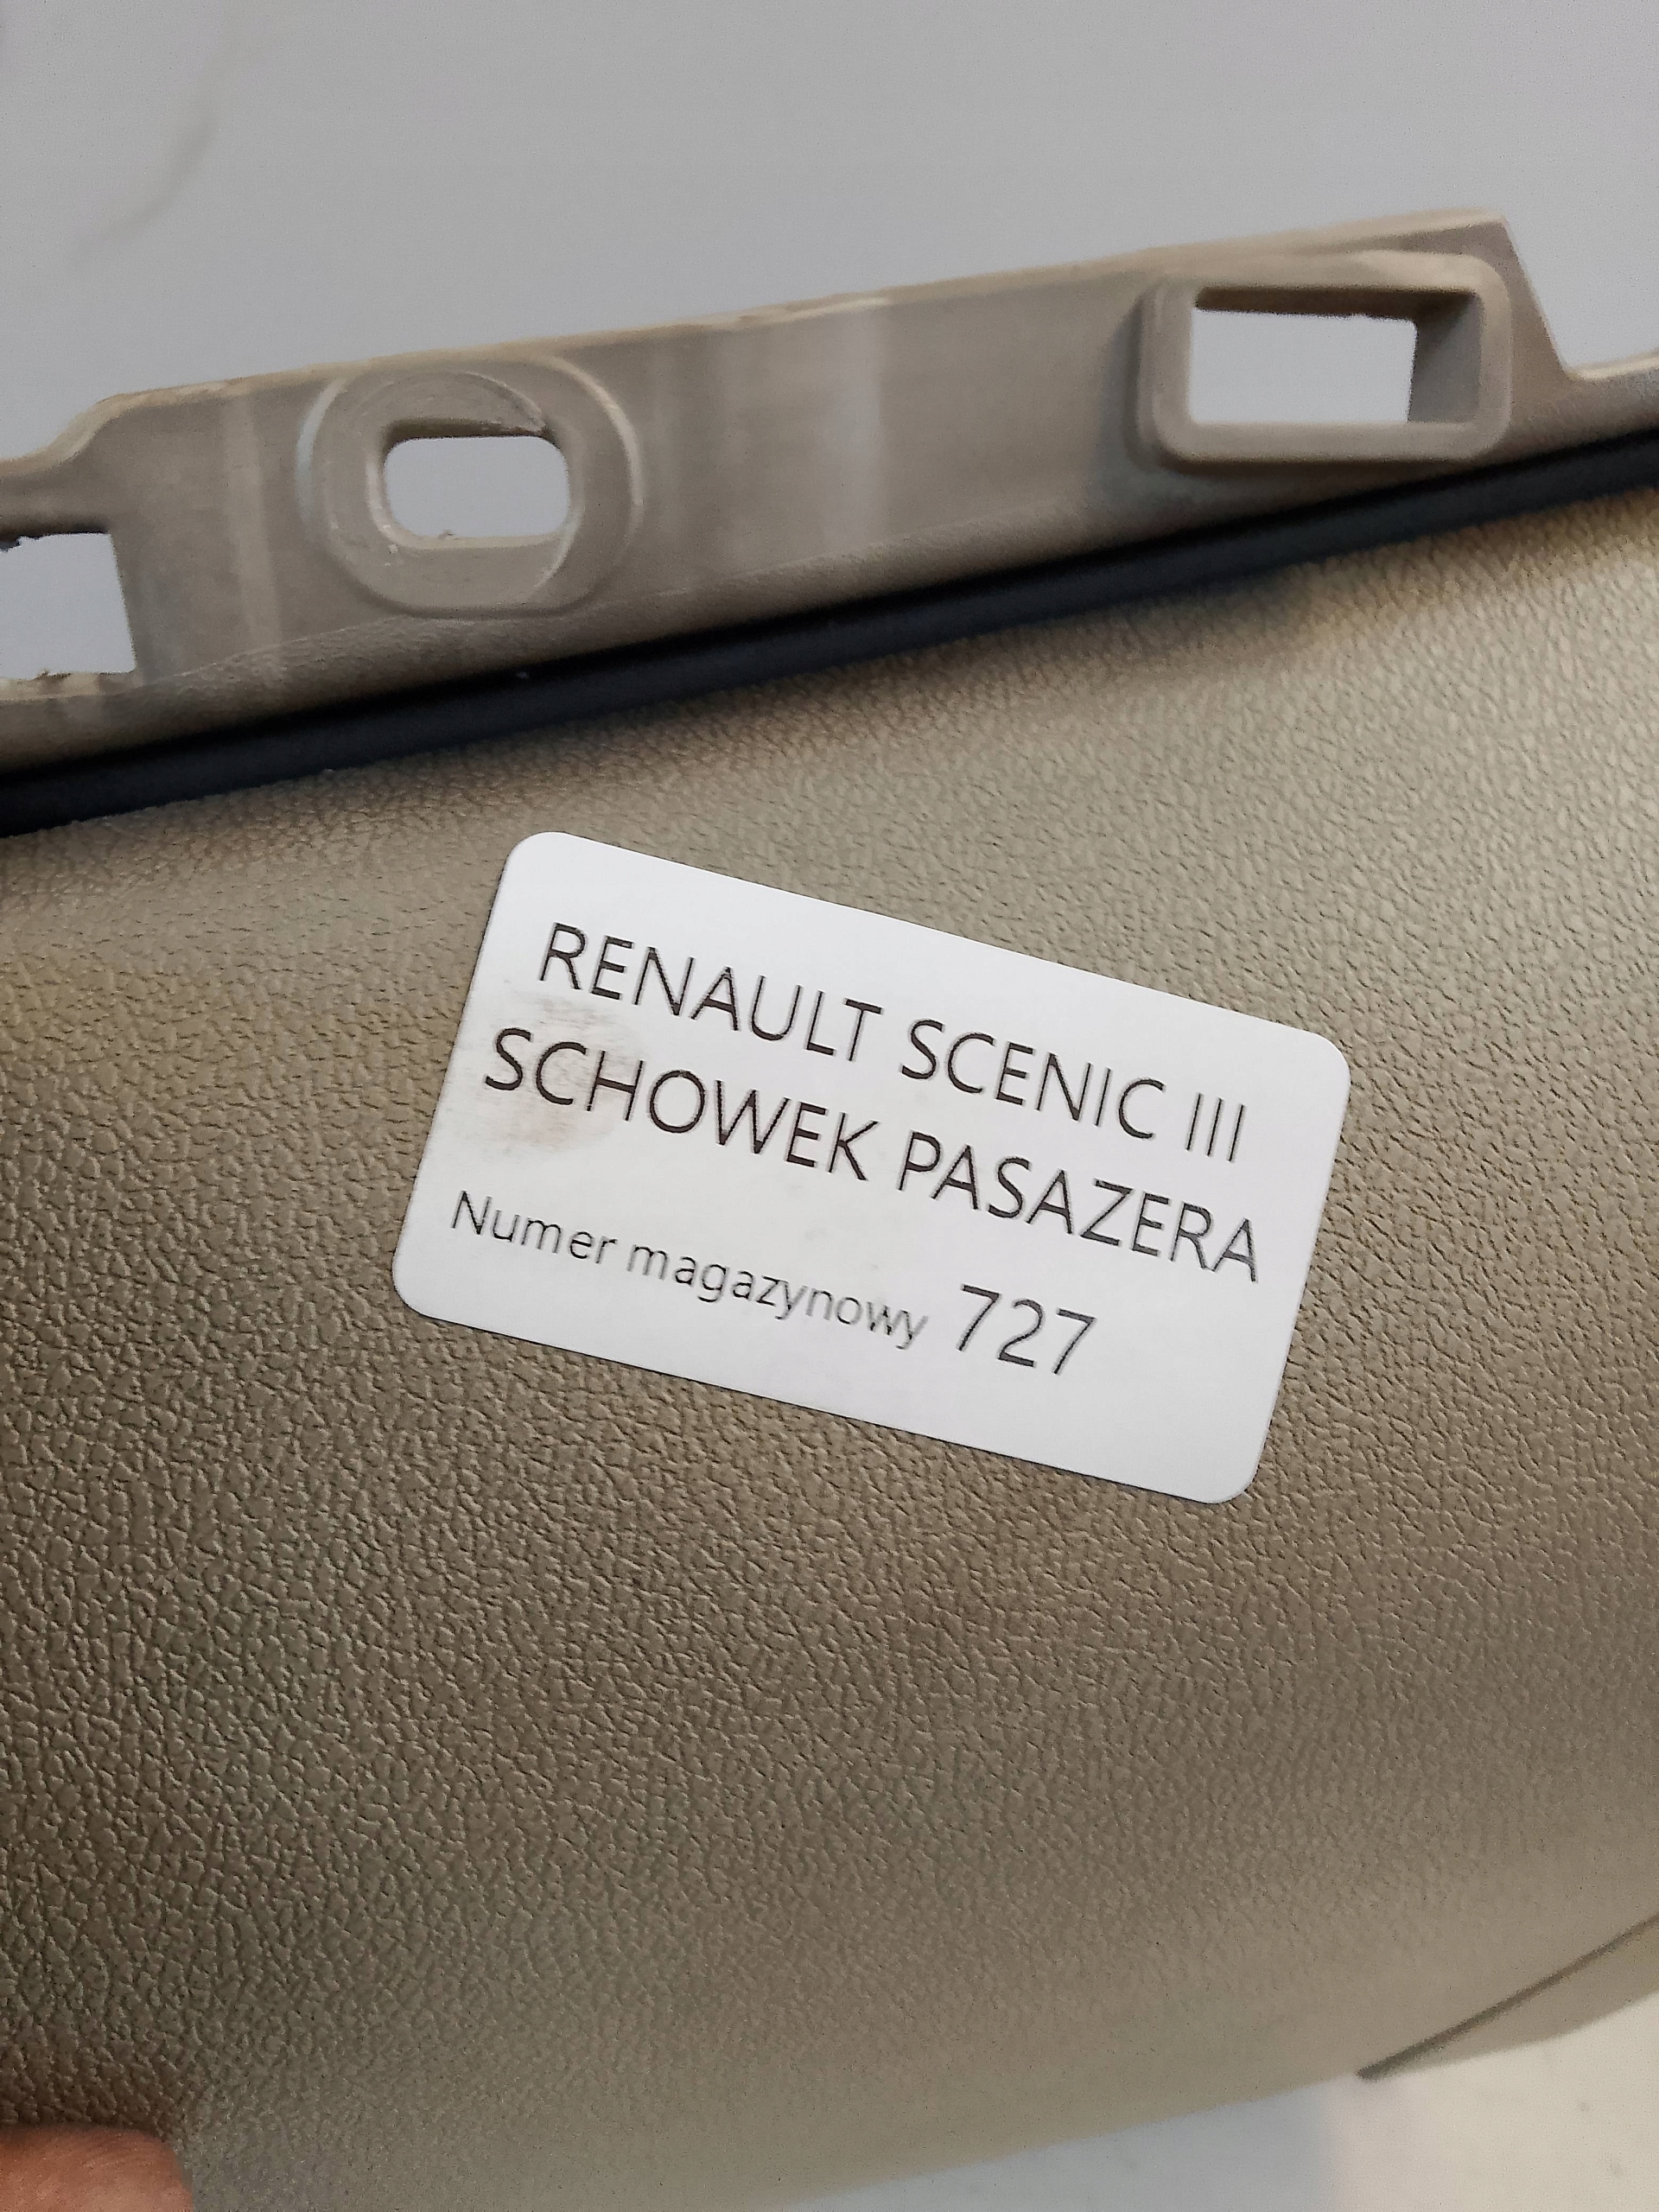 RENAULT SCENIC III
SCHOWEK PASAZERA
Numer magazynowy 727